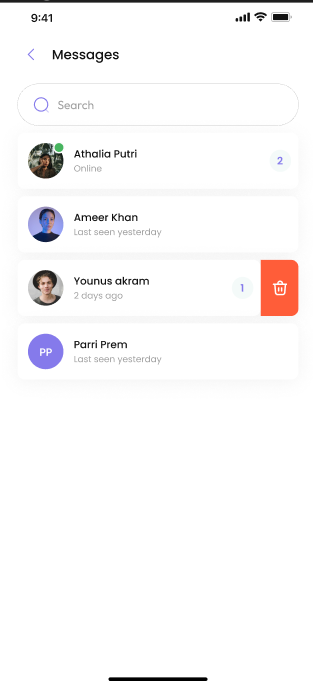 9:41
Messages
Search
Athalia Putri
Online
2
Ameer Khan
Last seen yesterday
Younus akram
2 days ago
1
PP
Parri Prem
Last seen yesterday